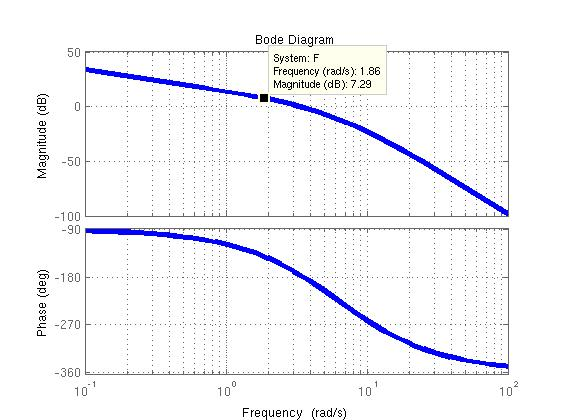 Bode Diagram
System: F
Frequency (rad/s): 1.86
Magnitude (dB): 7.29
Magnitude (dB)
50
0
-50
-100
Phase (deg)
-90
-180
-270
-360
10^-1
10^0
10^1
10^2
Frequency (rad/s)